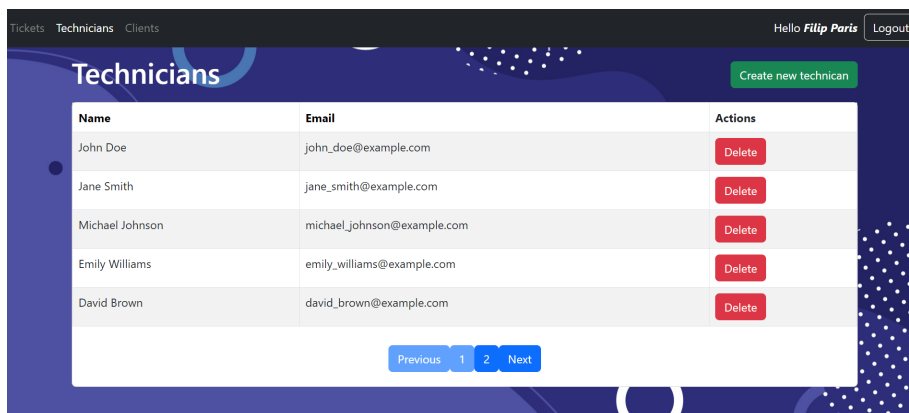 Tickets Technicians Clients Hello Filip Paris Logout
Technicians Create new technican
Name Email Actions
John Doe john_doe@example.com Delete
Jane Smith jane_smith@example.com Delete
Michael Johnson michael_johnson@example.com Delete
Emily Williams emily_williams@example.com Delete
David Brown david_brown@example.com Delete
Previous 1 2 Next